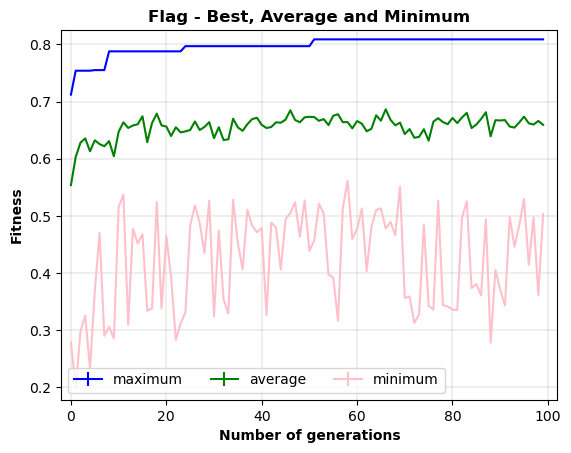 Flag - Best, Average and Minimum
0.8
0.7
0.6
0.5
0.4
0.3
0.2
Fitness
maximum average minimum
0 20 40 60 80 100
Number of generations